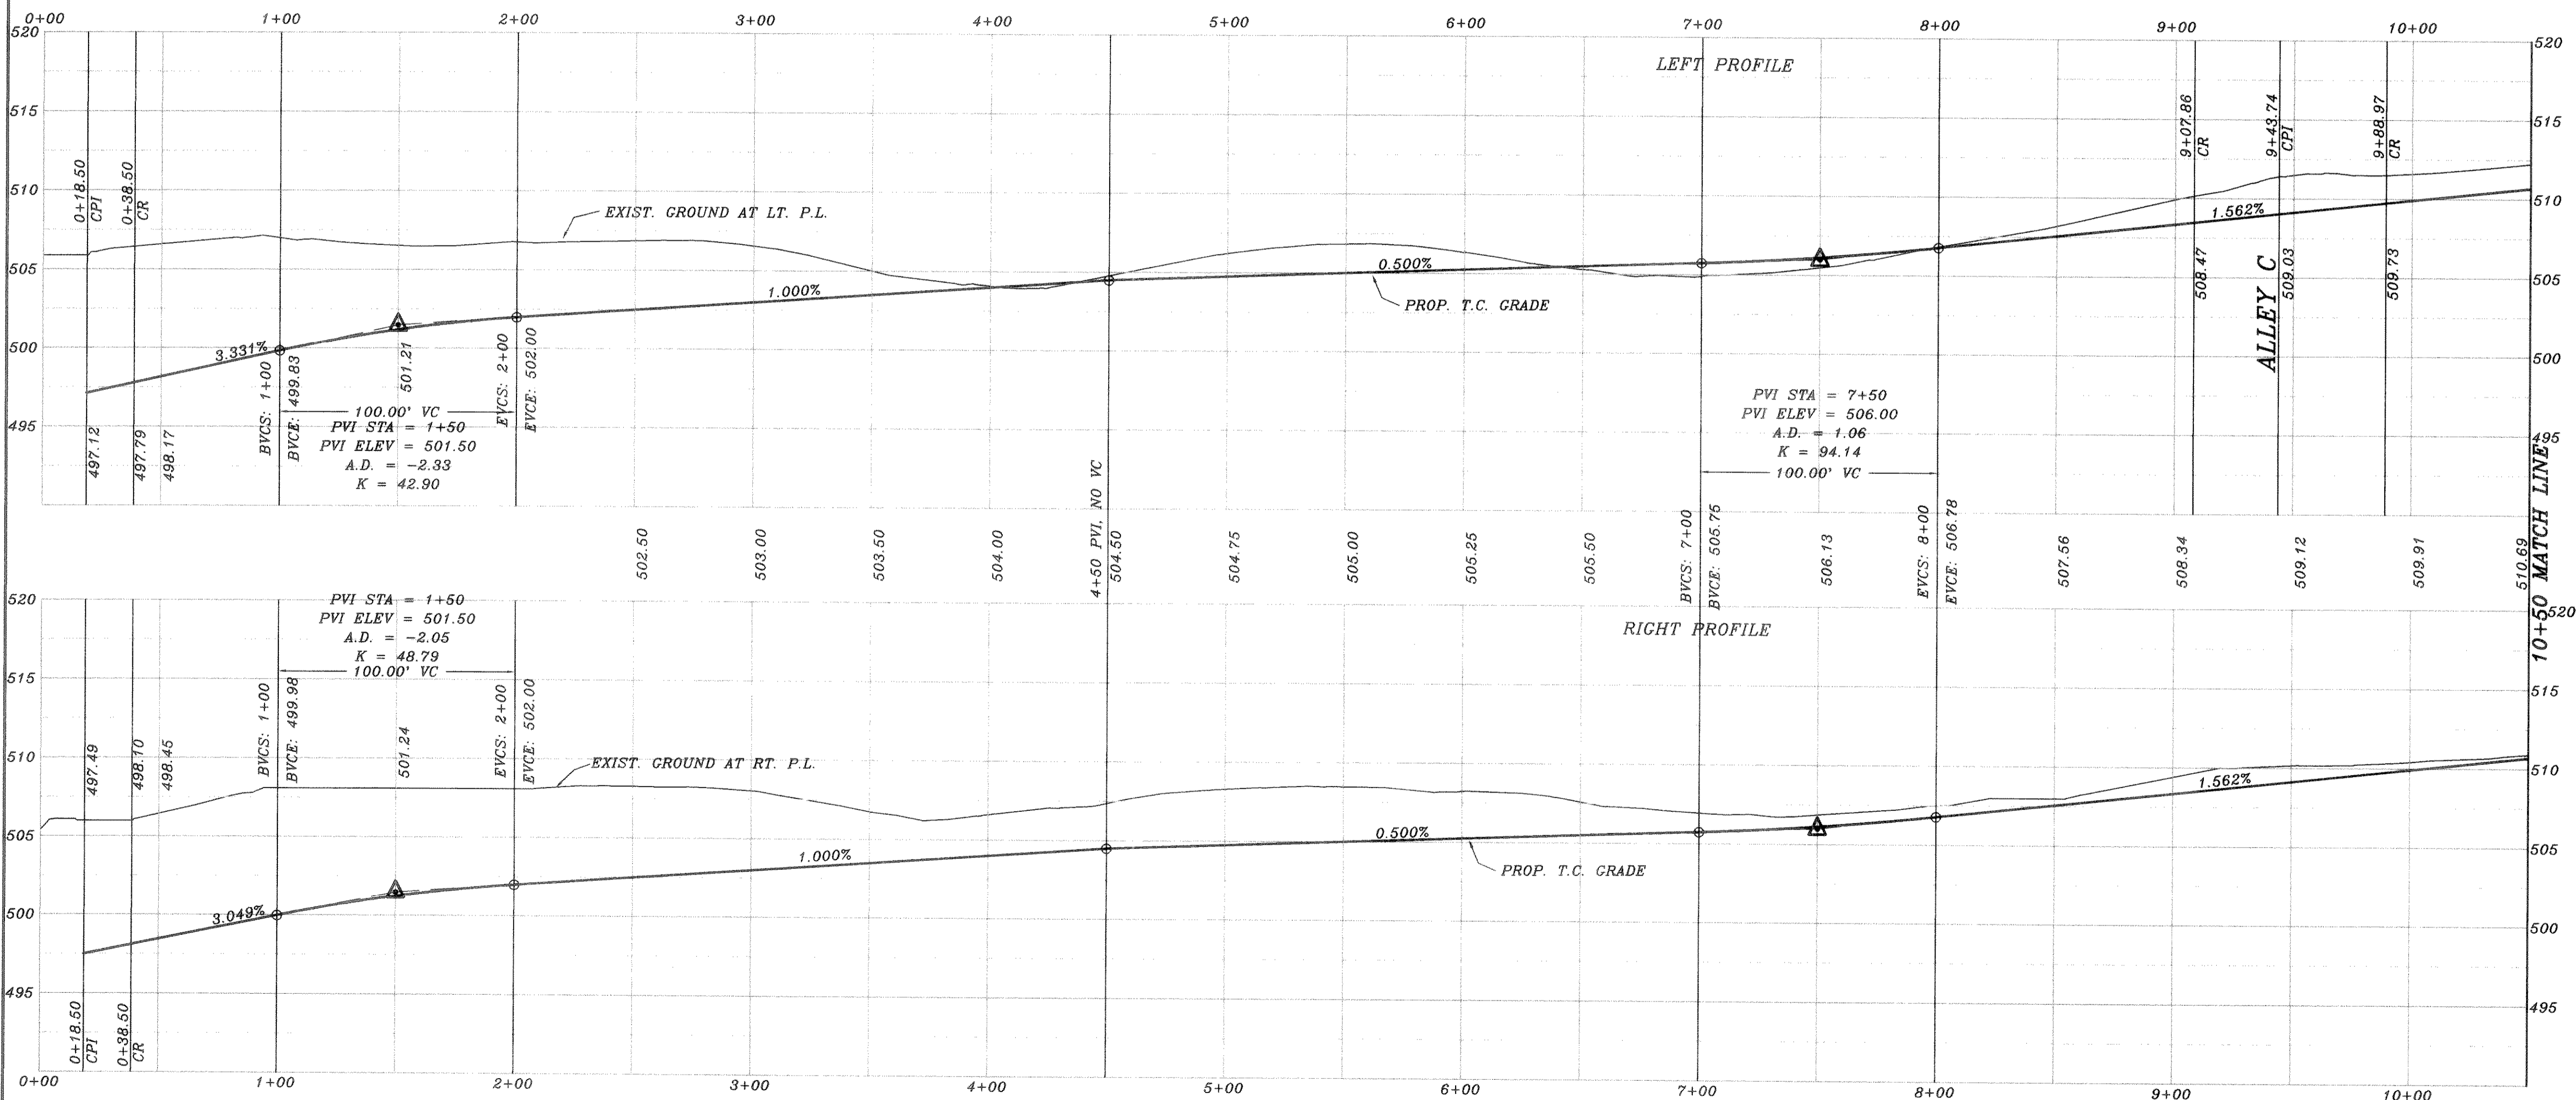 0+00 1+00 2+00 3+00 4+00 5+00 6+00 7+00 8+00 9+00 10+00
520 520
LEFT PROFILE
515 515
510 510
505 505
500 500
495 495
0+18.50
CPI
0+38.50
CR
9+07.86
CR
9+43.74
CPI
9+88.97
CR
EXIST. GROUND AT LT. P.L.
3.331%
1.000%
0.500%
1.562%
PROP. T.C. GRADE
508.47
ALLEY C
509.03
509.73
497.12
497.79
498.17
BVCS: 1+00
BVCE: 499.83
501.21
EVCS: 2+00
EVCE: 502.00
100.00' VC
PVI STA = 1+50
PVI ELEV = 501.50
A.D. = -2.33
K = 42.90
PVI STA = 7+50
PVI ELEV = 506.00
A.D. = 1.06
K = 94.14
100.00' VC
502.50
503.00
503.50
504.00
4+50 PVI, NO VC
504.50
504.75
505.00
505.25
505.50
BVCS: 7+00
BVCE: 505.75
506.13
EVCS: 8+00
EVCE: 506.78
507.56
508.34
509.12
509.91
510.69
10+50 MATCH LINE
520 520
RIGHT PROFILE
515 515
510 510
505 505
500 500
495 495
PVI STA = 1+50
PVI ELEV = 501.50
A.D. = -2.05
K = 48.79
100.00' VC
497.49
498.10
498.45
BVCS: 1+00
BVCE: 499.98
501.24
EVCS: 2+00
EVCE: 502.00
EXIST. GROUND AT RT. P.L.
3.049%
1.000%
0.500%
1.562%
PROP. T.C. GRADE
0+18.50
CPI
0+38.50
CR
0+00 1+00 2+00 3+00 4+00 5+00 6+00 7+00 8+00 9+00 10+00